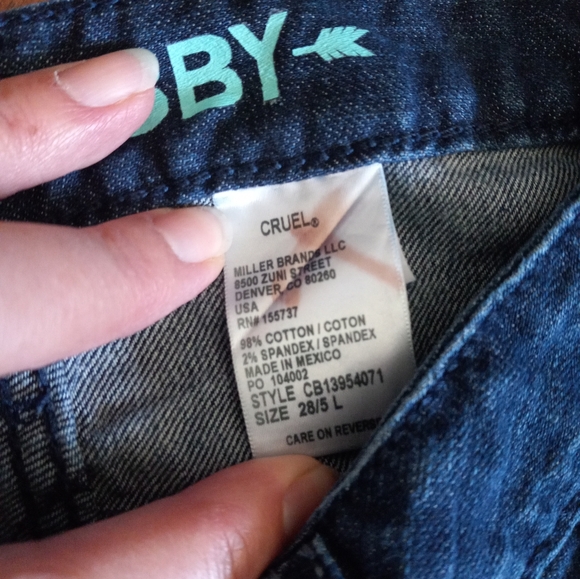 BBY
CRUEL®
MILLER BRANDS LLC
8500 ZUNI STREET
DENVER, CO 80260
USA
RN# 155737
98% COTTON / COTON
2% SPANDEX / SPANDEX
MADE IN MEXICO
PO 104002
STYLE CB13954071
SIZE 28/5 L
CARE ON REVERSE